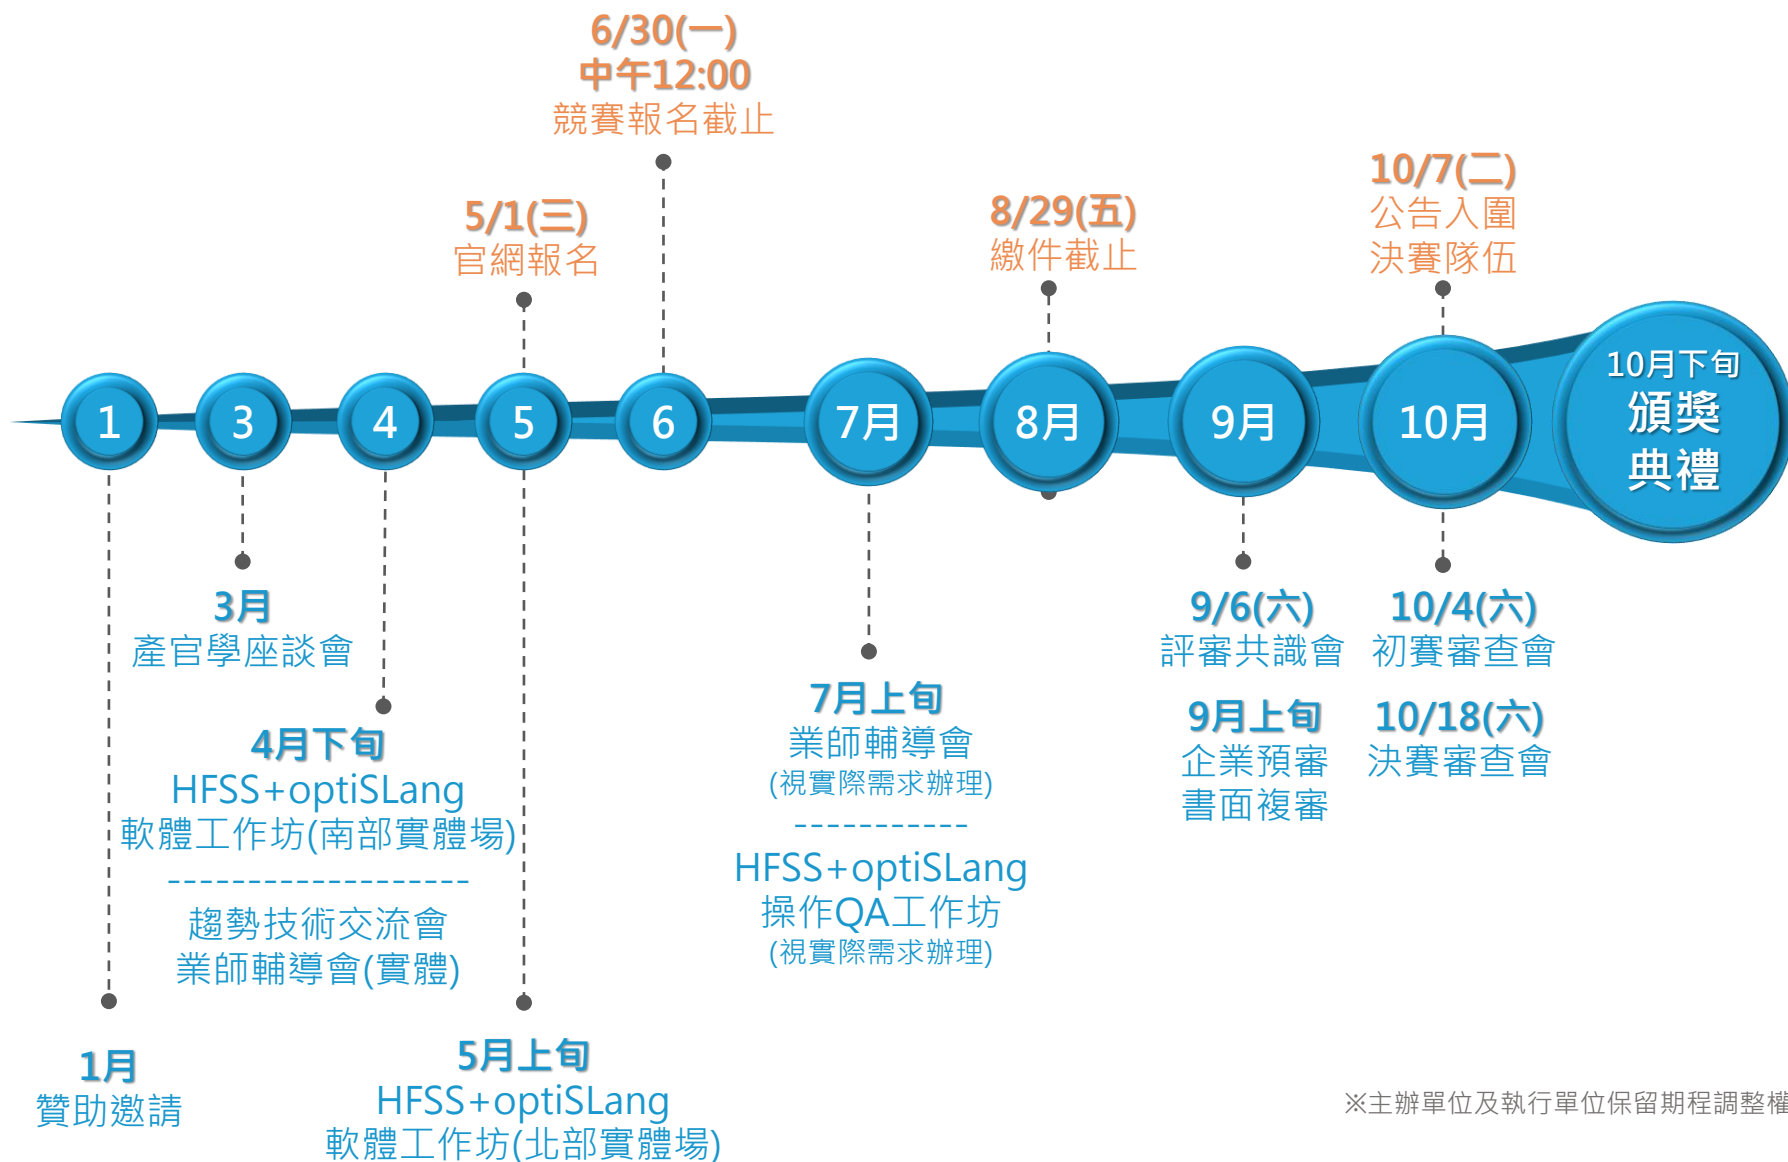 6/30(一)
中午12:00
競賽報名截止
5/1(三)
官網報名
8/29(五)
繳件截止
10/7(二)
公告入圍
決賽隊伍
1
3
4
5
6
7月
8月
9月
10月
10月下旬
頒獎
典禮
3月
產官學座談會
4月下旬
HFSS+optiSLang
軟體工作坊(南部實體場)
-------------------
趨勢技術交流會
業師輔導會(實體)
1月
贊助邀請
5月上旬
HFSS+optiSLang
軟體工作坊(北部實體場)
7月上旬
業師輔導會
(視實際需求辦理)
-----------
HFSS+optiSLang
操作QA工作坊
(視實際需求辦理)
9/6(六)
評審共識會
9月上旬
企業預審
書面複審
10/4(六)
初賽審查會
10/18(六)
決賽審查會
※主辦單位及執行單位保留期程調整權